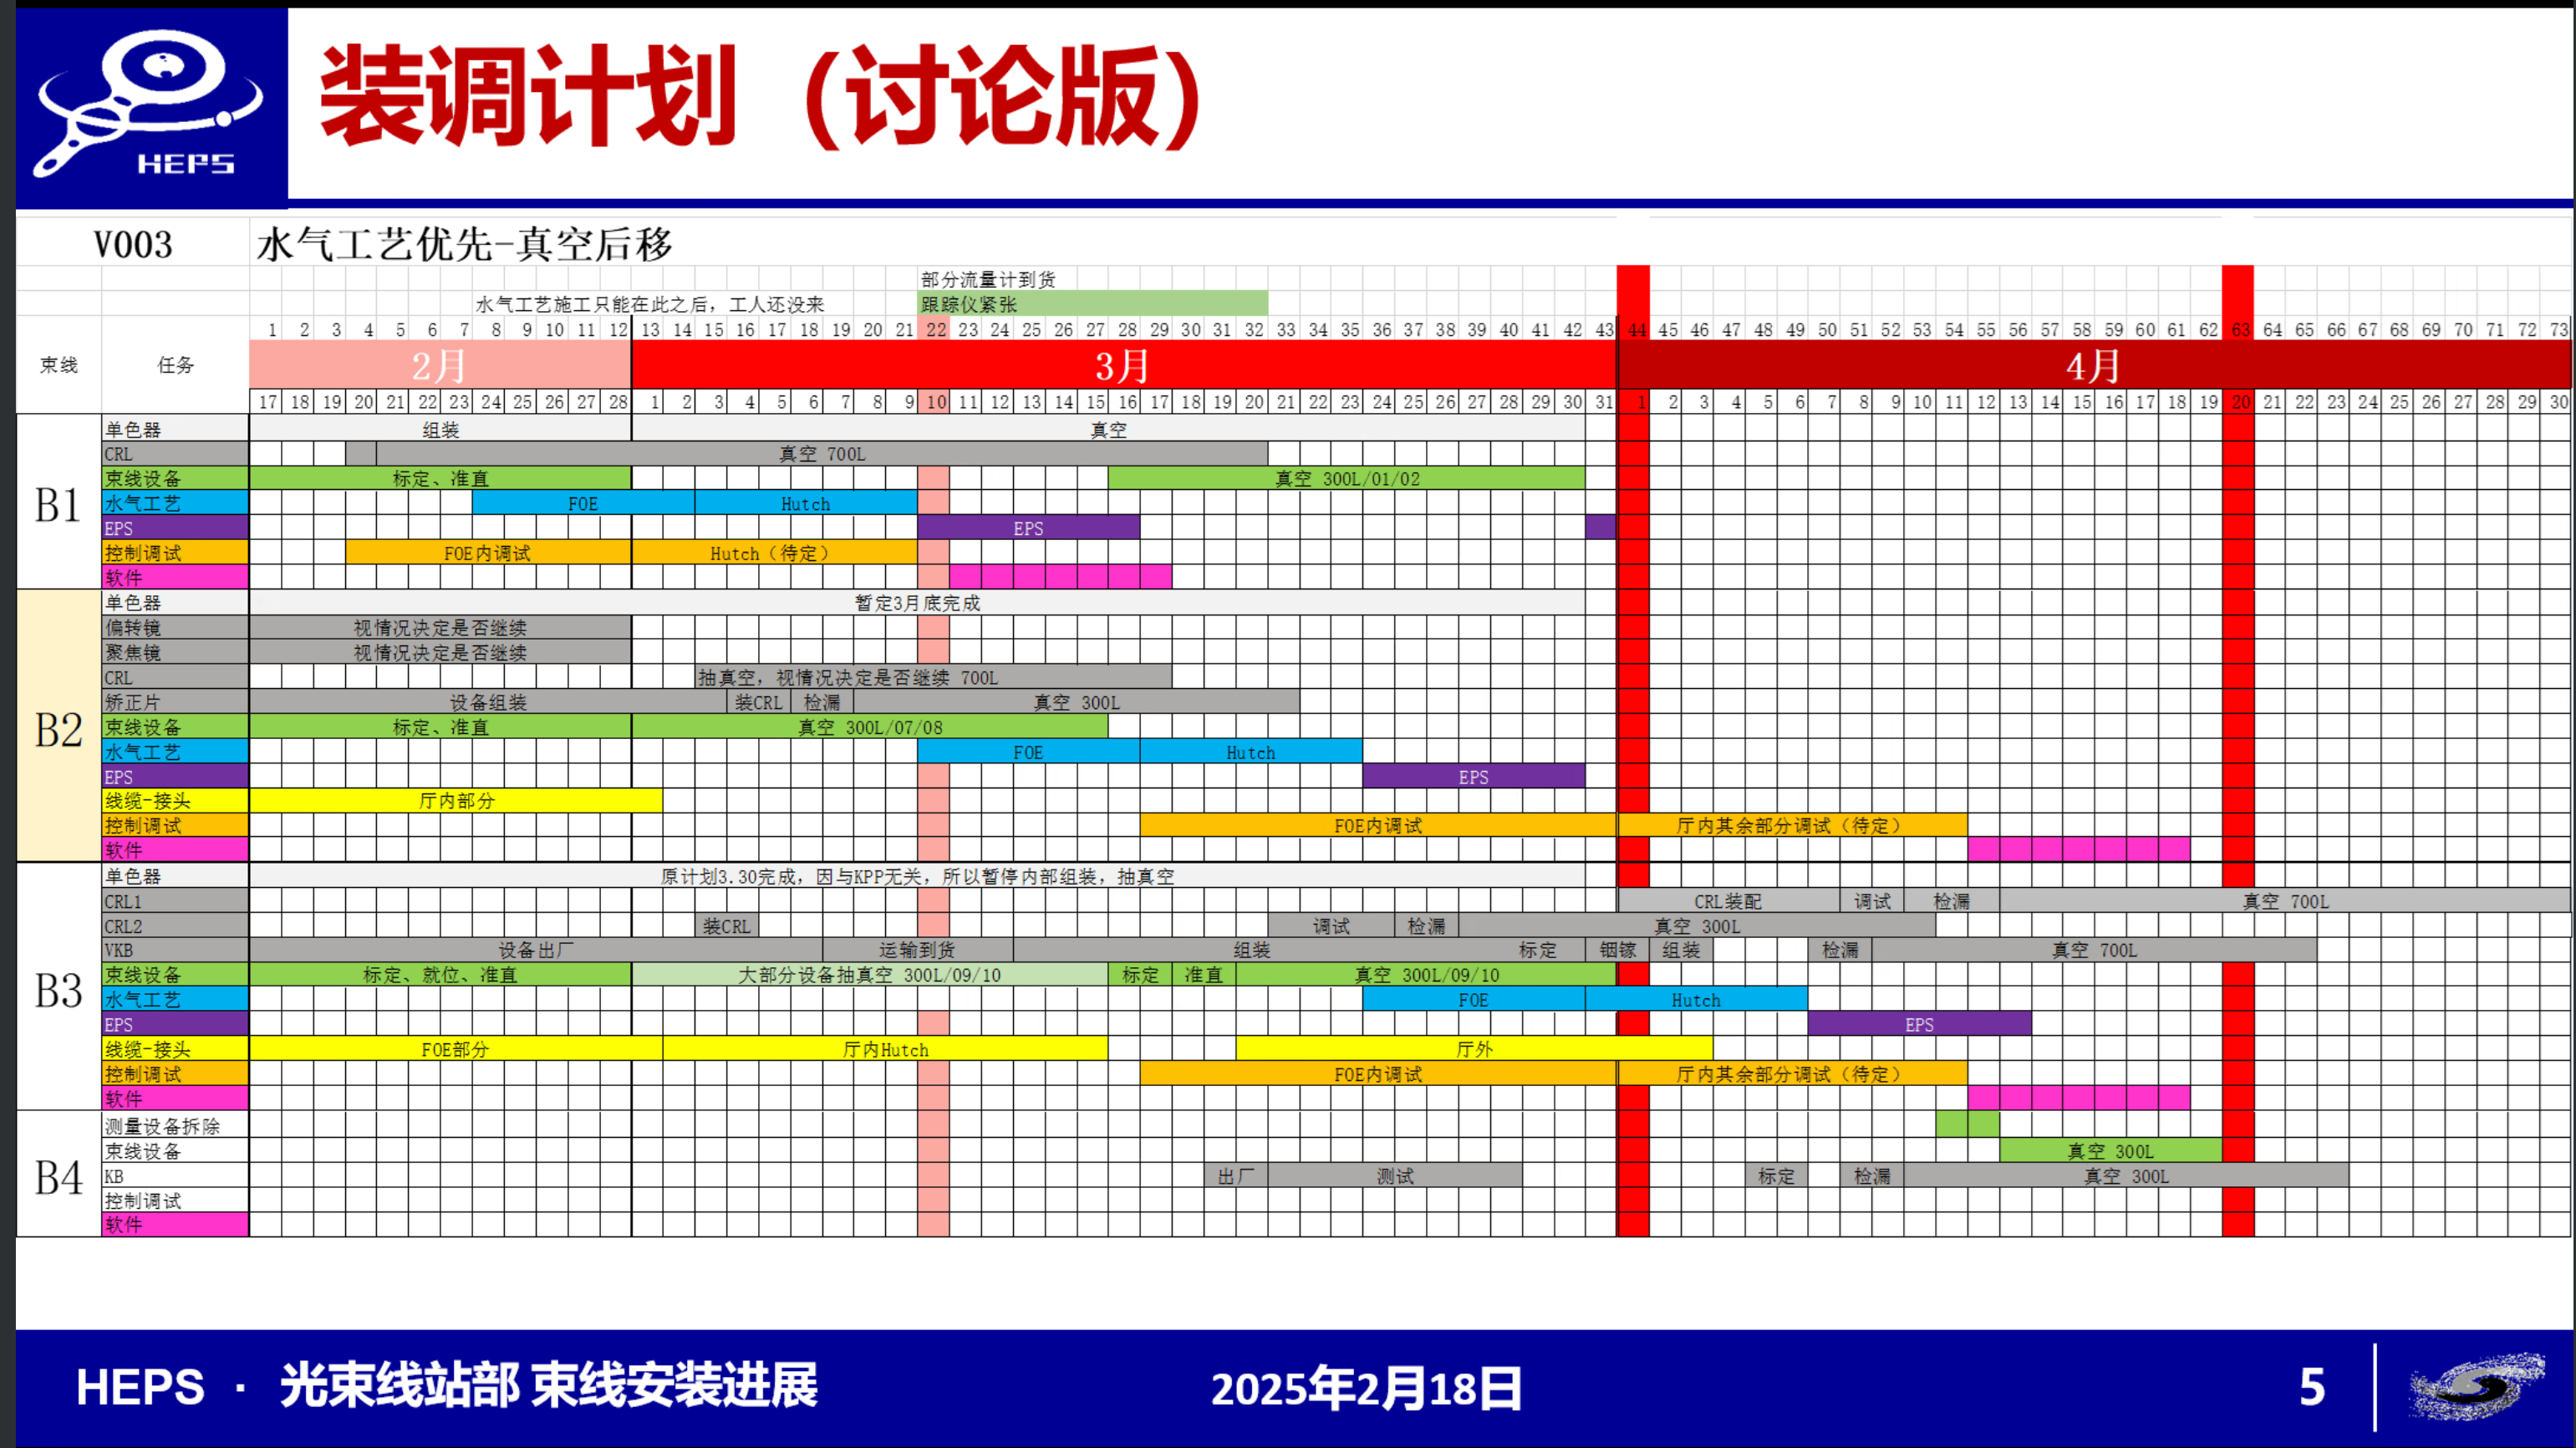 HEPS
装调计划（讨论版）
V003 水气工艺优先-真空后移
部分流量计到货
水气工艺施工只能在此之后，工人还没来 跟踪仪紧张
1 2 3 4 5 6 7 8 9 10 11 12 13 14 15 16 17 18 19 20 21 22 23 24 25 26 27 28 29 30 31 32 33 34 35 36 37 38 39 40 41 42 43 44 45 46 47 48 49 50 51 52 53 54 55 56 57 58 59 60 61 62 63 64 65 66 67 68 69 70 71 72 73
束线 任务 2月 3月 4月
17 18 19 20 21 22 23 24 25 26 27 28 1 2 3 4 5 6 7 8 9 10 11 12 13 14 15 16 17 18 19 20 21 22 23 24 25 26 27 28 29 30 31 1 2 3 4 5 6 7 8 9 10 11 12 13 14 15 16 17 18 19 20 21 22 23 24 25 26 27 28 29 30
B1
单色器 组装 真空
CRL 真空 700L
束线设备 标定、准直 真空 300L/01/02
水气工艺 FOE Hutch
EPS EPS
控制调试 FOE内调试 Hutch（待定）
软件
B2
单色器 暂定3月底完成
偏转镜 视情况决定是否继续
聚焦镜 视情况决定是否继续
CRL 抽真空，视情况决定是否继续 700L
矫正片 设备组装 装CRL 检漏 真空 300L
束线设备 标定、准直 真空 300L/07/08
水气工艺 FOE Hutch
EPS EPS
线缆-接头 厅内部分
控制调试 FOE内调试 厅内其余部分调试（待定）
软件
B3
单色器 原计划3.30完成，因与KPP无关，所以暂停内部组装，抽真空
CRL1 CRL装配 调试 检漏 真空 700L
CRL2 装CRL 调试 检漏 真空 300L
VKB 设备出厂 运输到货 组装 标定 铟镓 组装 检漏 真空 700L
束线设备 标定、就位、准直 大部分设备抽真空 300L/09/10 标定 准直 真空 300L/09/10
水气工艺 FOE Hutch
EPS EPS
线缆-接头 FOE部分 厅内Hutch 厅外
控制调试 FOE内调试 厅内其余部分调试（待定）
软件
B4
测量设备拆除
束线设备 真空 300L
KB 出厂 测试 标定 检漏 真空 300L
控制调试
软件
HEPS · 光束线站部 束线安装进展 2025年2月18日 5